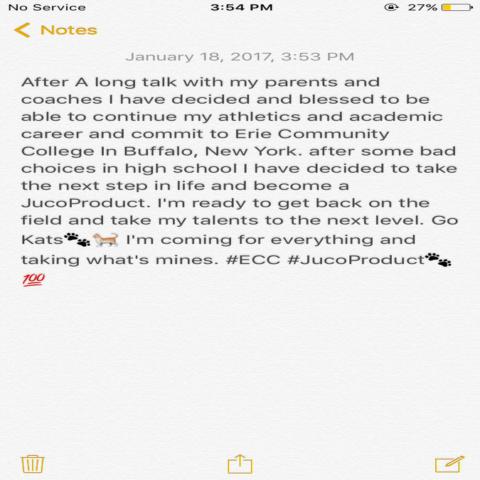 No Service 3:54 PM 27%
Notes
January 18, 2017, 3:53 PM
After A long talk with my parents and
coaches I have decided and blessed to be
able to continue my athletics and academic
career and commit to Erie Community
College In Buffalo, New York. after some bad
choices in high school I have decided to take
the next step in life and become a
JucoProduct. I'm ready to get back on the
field and take my talents to the next level. Go
Kats🐾🐈 I'm coming for everything and
taking what's mines. #ECC #JucoProduct🐾
💯